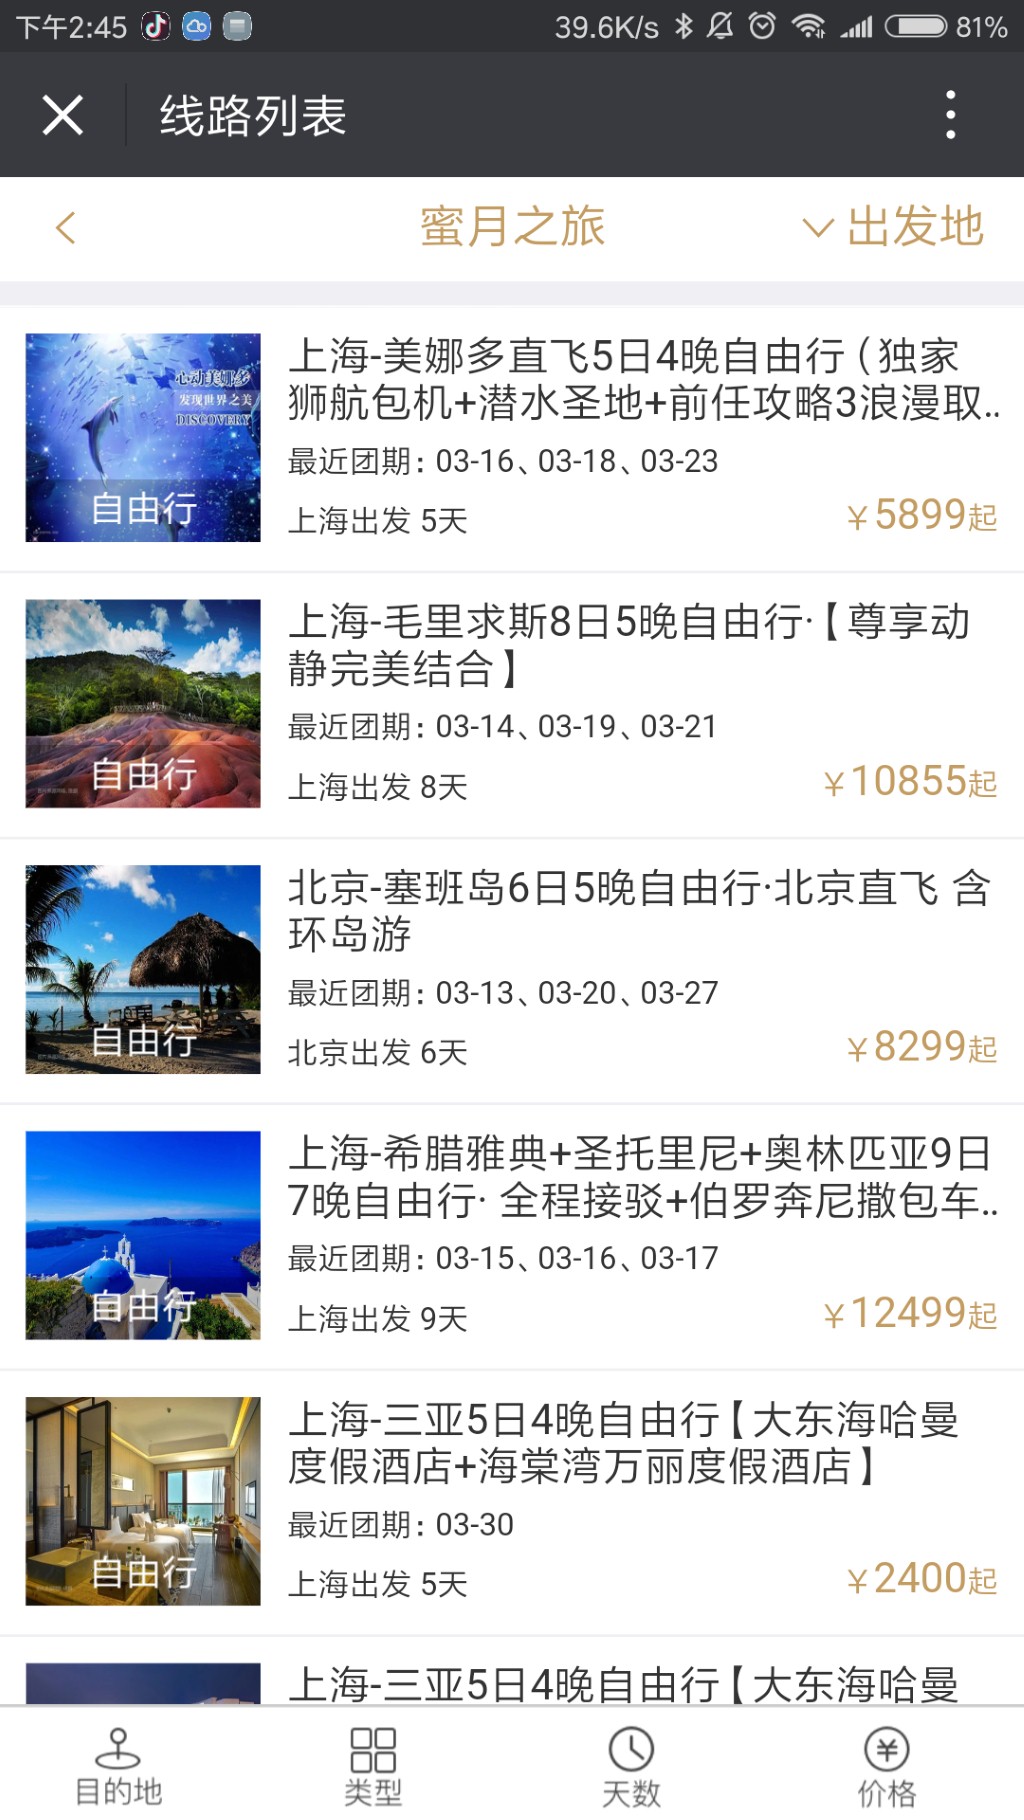 下午2:45
39.6K/s
81%
线路列表
蜜月之旅
出发地
心动美娜多
发现世界之美
DISCOVERY
自由行
上海-美娜多直飞5日4晚自由行（独家
狮航包机+潜水圣地+前任攻略3浪漫取..
最近团期: 03-16、03-18、03-23
上海出发 5天
¥5899起
自由行
上海-毛里求斯8日5晚自由行·【尊享动
静完美结合】
最近团期: 03-14、03-19、03-21
上海出发 8天
¥10855起
自由行
北京-塞班岛6日5晚自由行·北京直飞 含
环岛游
最近团期: 03-13、03-20、03-27
北京出发 6天
¥8299起
自由行
上海-希腊雅典+圣托里尼+奥林匹亚9日
7晚自由行· 全程接驳+伯罗奔尼撒包车..
最近团期: 03-15、03-16、03-17
上海出发 9天
¥12499起
自由行
上海-三亚5日4晚自由行【大东海哈曼
度假酒店+海棠湾万丽度假酒店】
最近团期: 03-30
上海出发 5天
¥2400起
上海-三亚5日4晚自由行【大东海哈曼
目的地
类型
天数
价格